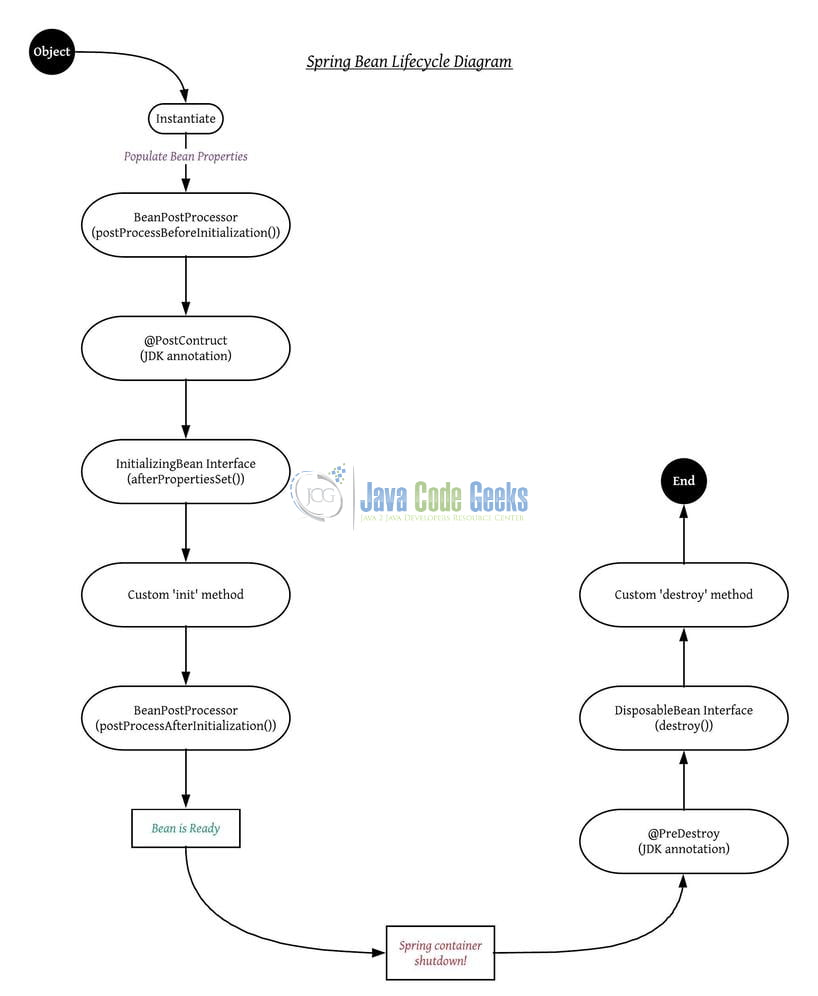 Object
Spring Bean Lifecycle Diagram
Instantiate
Populate Bean Properties
BeanPostProcessor
(postProcessBeforeInitialization())
@PostContruct
(JDK annotation)
InitializingBean Interface
(afterPropertiesSet())
JCG
Java Code Geeks
Java 2 Java Developers Resource Center
Custom 'init' method
BeanPostProcessor
(postProcessAfterInitialization())
Bean is Ready
Spring container
shutdown!
@PreDestroy
(JDK annotation)
DisposableBean Interface
(destroy())
Custom 'destroy' method
End